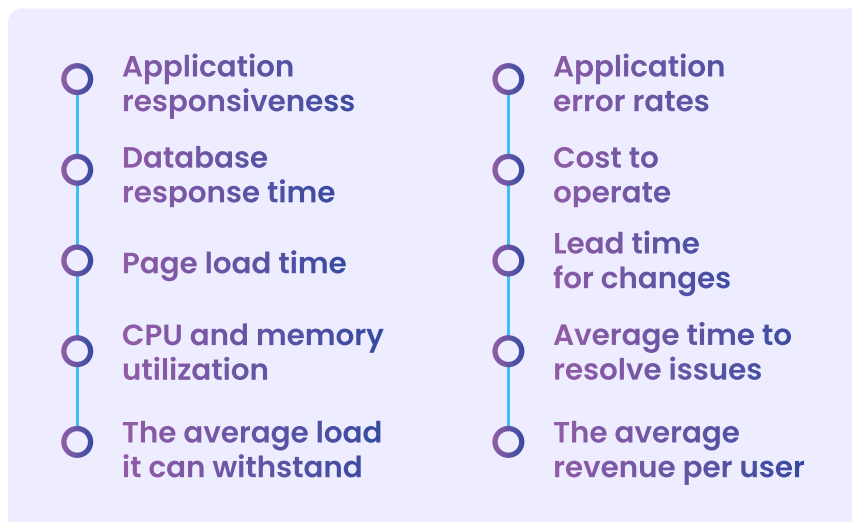 Application
responsiveness
Database
response time
Page load time
CPU and memory
utilization
The average load
it can withstand
Application
error rates
Cost to
operate
Lead time
for changes
Average time to
resolve issues
The average
revenue per user